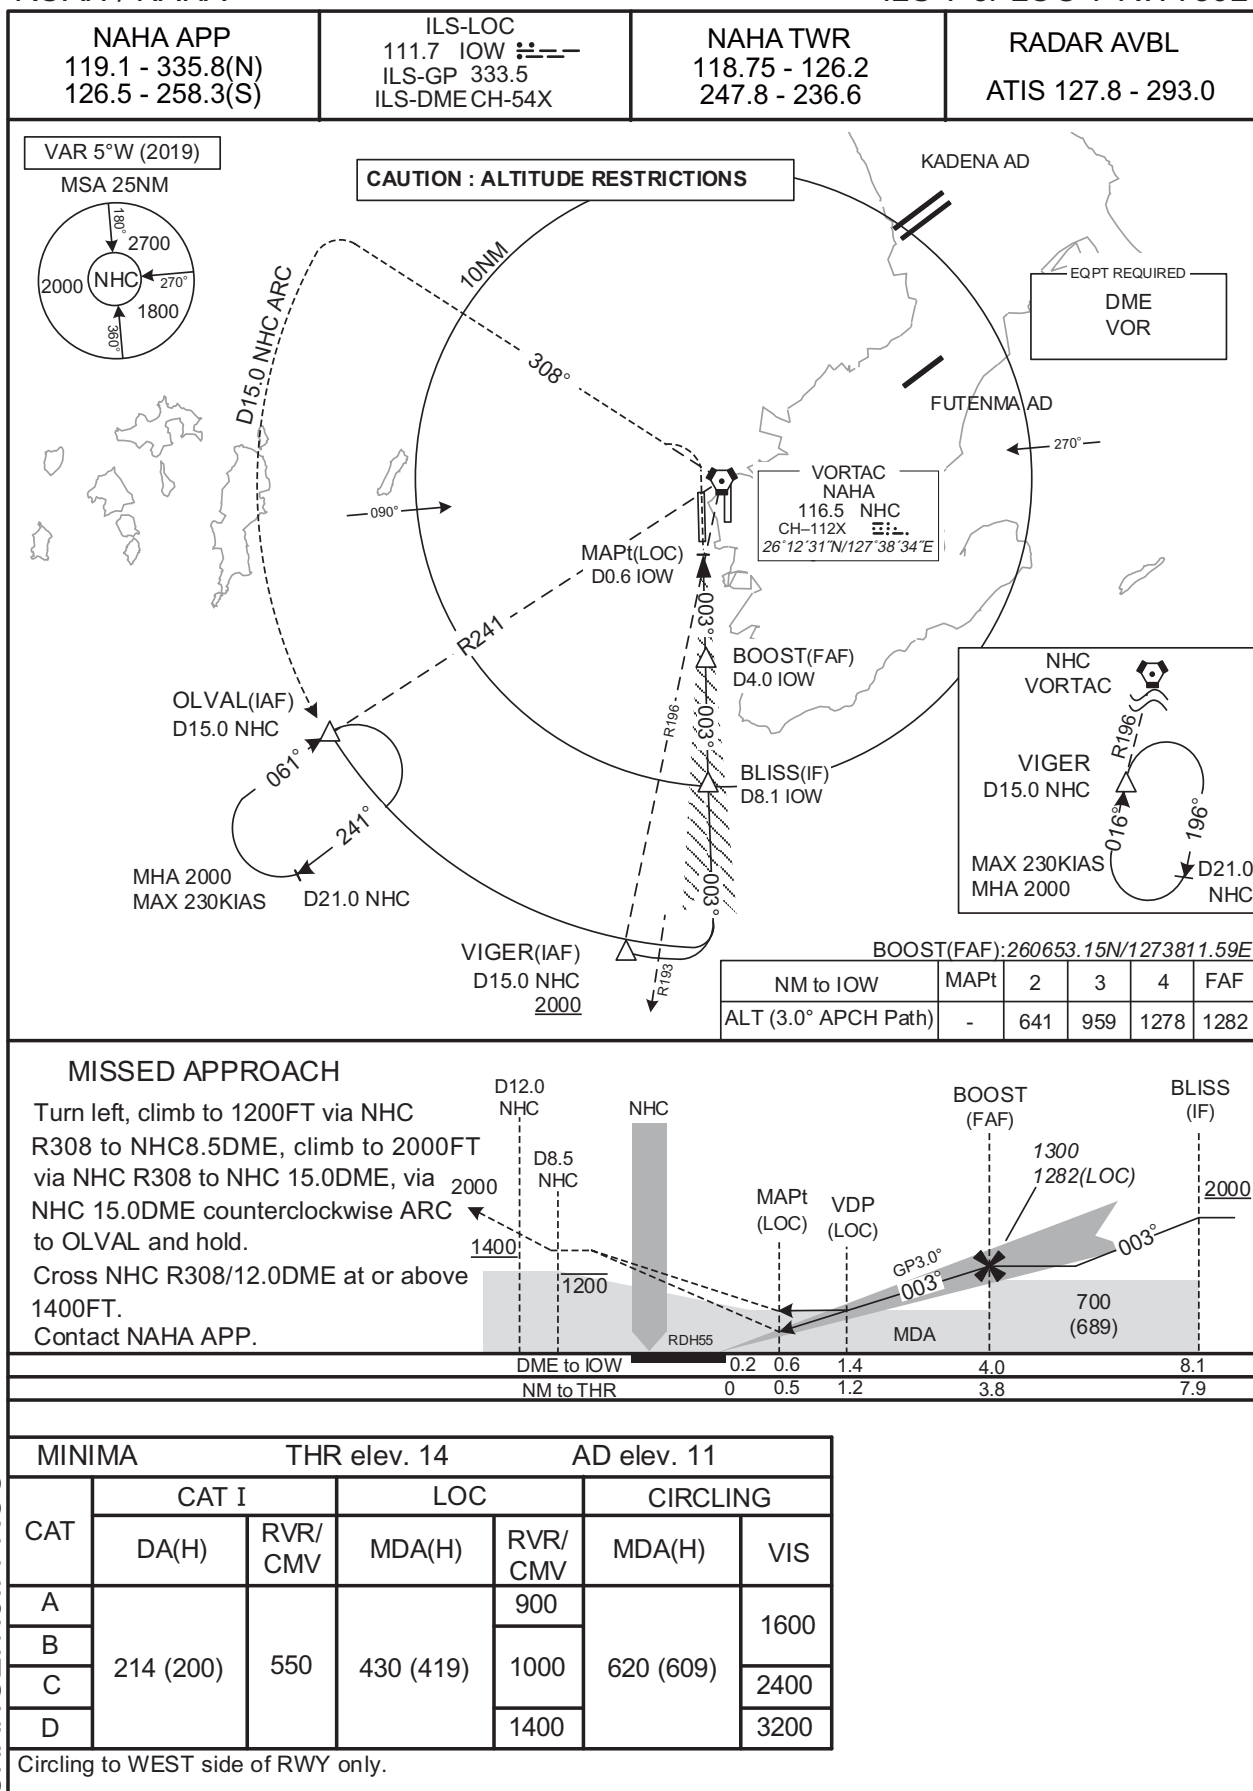 NAHA APP
119.1 - 335.8(N)
126.5 - 258.3(S)
ILS-LOC
111.7 IOW
ILS-GP 333.5
ILS-DME CH-54X
NAHA TWR
118.75 - 126.2
247.8 - 236.6
RADAR AVBL
ATIS 127.8 - 293.0
VAR 5°W (2019)
MSA 25NM
180°
2700
2000
NHC
270°
1800
360°
CAUTION : ALTITUDE RESTRICTIONS
KADENA AD
EQPT REQUIRED
DME
VOR
10NM
D15.0 NHC ARC
308°
FUTENMA AD
270°
090°
VORTAC
NAHA
116.5 NHC
CH–112X
26°12´31˝N/127°38´34˝E
MAPt(LOC)
D0.6 IOW
003°
R241
BOOST(FAF)
D4.0 IOW
OLVAL(IAF)
D15.0 NHC
R196
003°
061°
241°
BLISS(IF)
D8.1 IOW
MHA 2000
MAX 230KIAS
D21.0 NHC
003°
VIGER(IAF)
D15.0 NHC
2000
R193
NHC
VORTAC
R196
VIGER
D15.0 NHC
016°
196°
MAX 230KIAS
MHA 2000
D21.0
NHC
BOOST(FAF):260653.15N/1273811.59E
NM to IOW MAPt 2 3 4 FAF
ALT (3.0° APCH Path) - 641 959 1278 1282
MISSED APPROACH
Turn left, climb to 1200FT via NHC
R308 to NHC8.5DME, climb to 2000FT
via NHC R308 to NHC 15.0DME, via
NHC 15.0DME counterclockwise ARC
to OLVAL and hold.
Cross NHC R308/12.0DME at or above
1400FT.
Contact NAHA APP.
D12.0
NHC
D8.5
NHC
NHC
2000
1400
1200
MAPt
(LOC)
VDP
(LOC)
BOOST
(FAF)
BLISS
(IF)
1300
1282(LOC)
2000
GP3.0°
003°
003°
RDH55
MDA
700
(689)
DME to IOW 0.2 0.6 1.4 4.0 8.1
NM to THR 0 0.5 1.2 3.8 7.9
MINIMA THR elev. 14 AD elev. 11
CAT CAT I LOC CIRCLING
DA(H) RVR/CMV MDA(H) RVR/CMV MDA(H) VIS
A 214 (200) 550 430 (419) 900 620 (609) 1600
B 1000
C 2400
D 1400 3200
Circling to WEST side of RWY only.